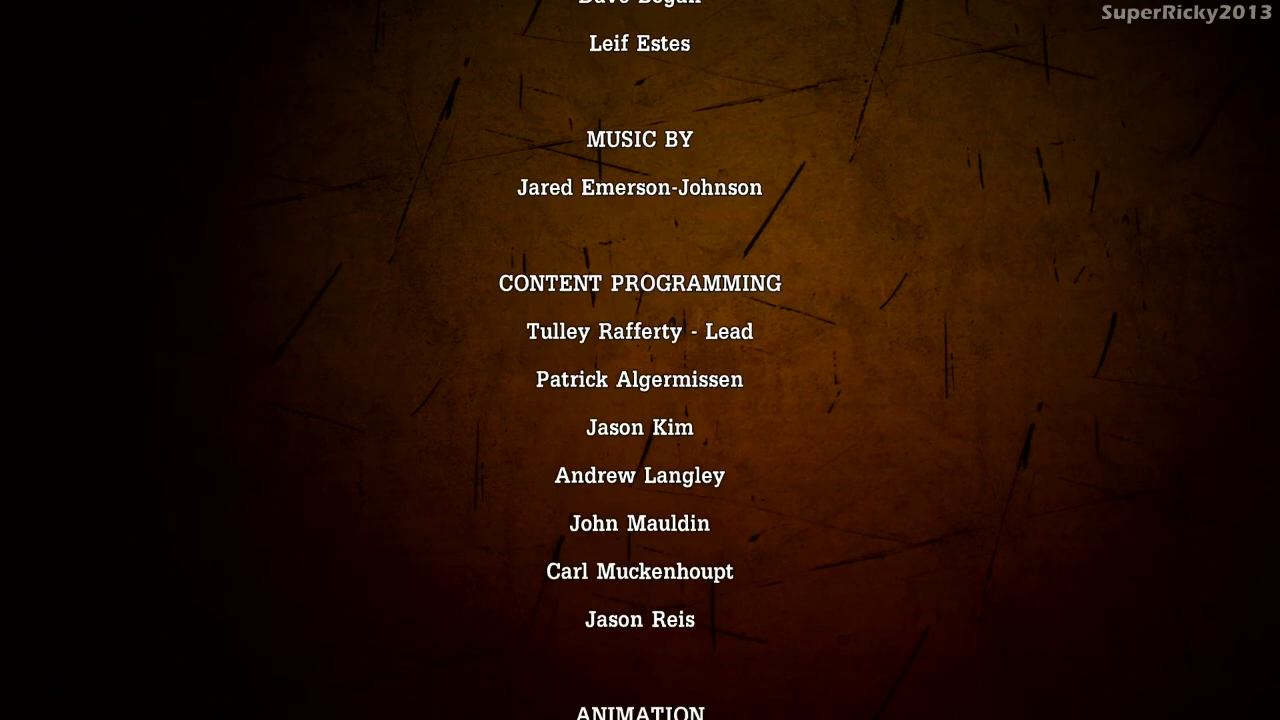 SuperRicky2013
Leif Estes
MUSIC BY
Jared Emerson-Johnson
CONTENT PROGRAMMING
Tulley Rafferty - Lead
Patrick Algermissen
Jason Kim
Andrew Langley
John Mauldin
Carl Muckenhoupt
Jason Reis
ANIMATION